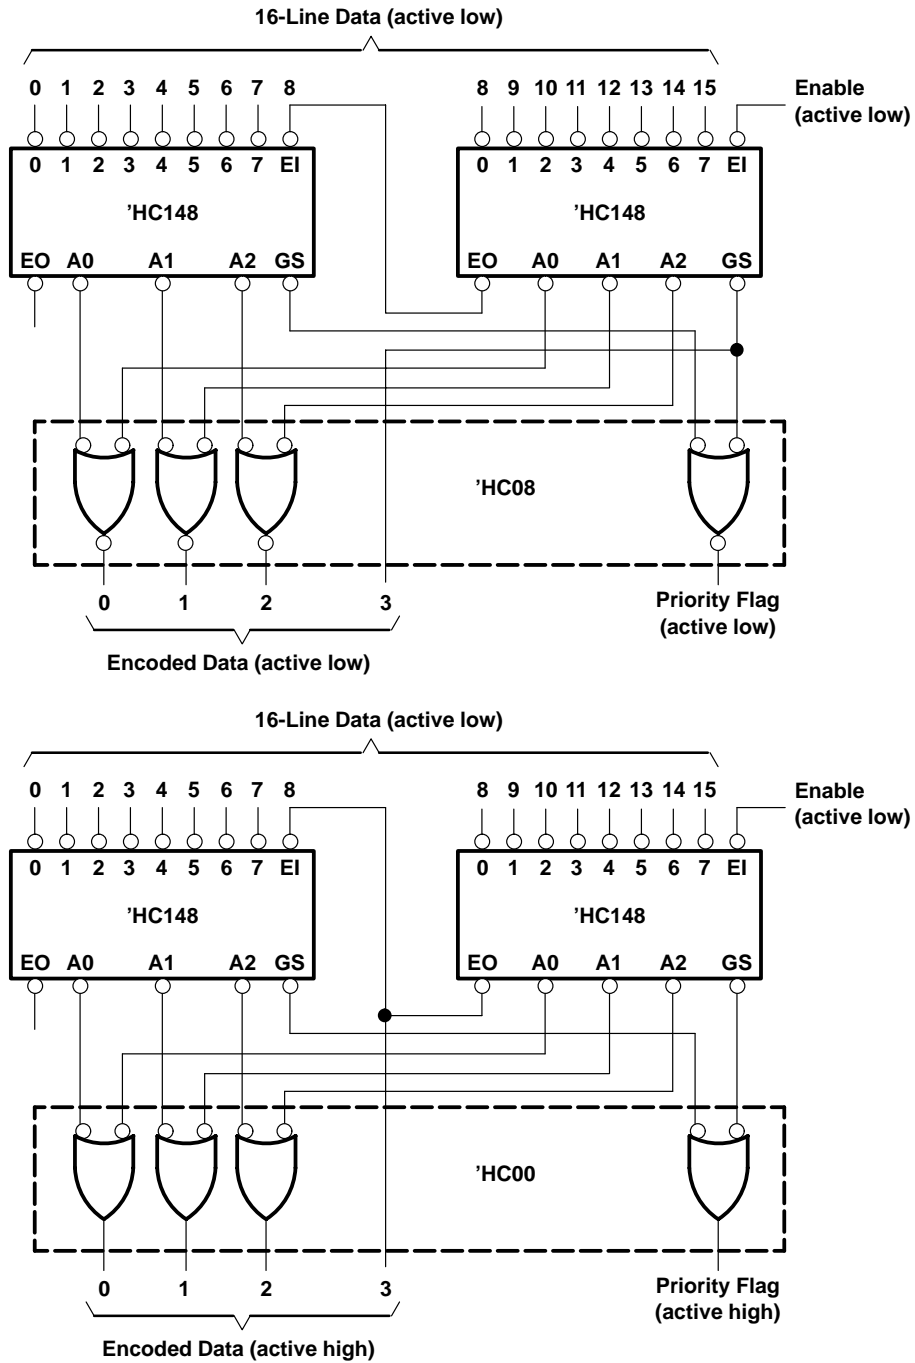 16-Line Data (active low)
0 1 2 3 4 5 6 7 8 8 9 10 11 12 13 14 15 Enable
(active low)
0 1 2 3 4 5 6 7 EI 0 1 2 3 4 5 6 7 EI
’HC148 ’HC148
EO A0 A1 A2 GS EO A0 A1 A2 GS
’HC08
0 1 2 3 Priority Flag
(active low)
Encoded Data (active low)
16-Line Data (active low)
0 1 2 3 4 5 6 7 8 8 9 10 11 12 13 14 15 Enable
(active low)
0 1 2 3 4 5 6 7 EI 0 1 2 3 4 5 6 7 EI
’HC148 ’HC148
EO A0 A1 A2 GS EO A0 A1 A2 GS
’HC00
0 1 2 3 Priority Flag
(active high)
Encoded Data (active high)